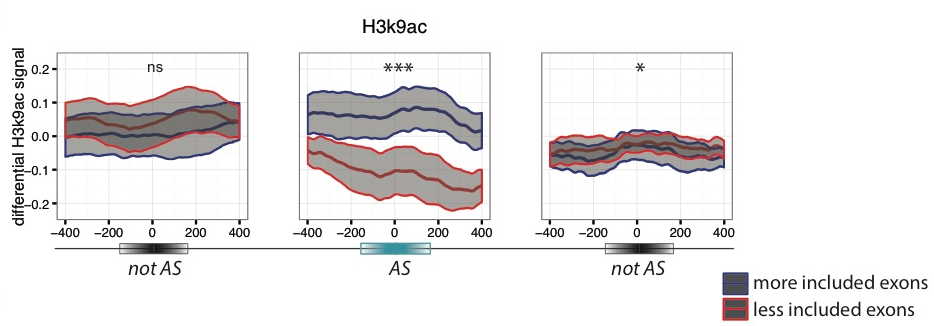 H3k9ac
differential H3k9ac signal
0.2
0.1
0.0
−0.1
−0.2
ns
***
*
−400 −200 0 200 400
−400 −200 0 200 400
−400 −200 0 200 400
not AS
AS
not AS
more included exons
less included exons